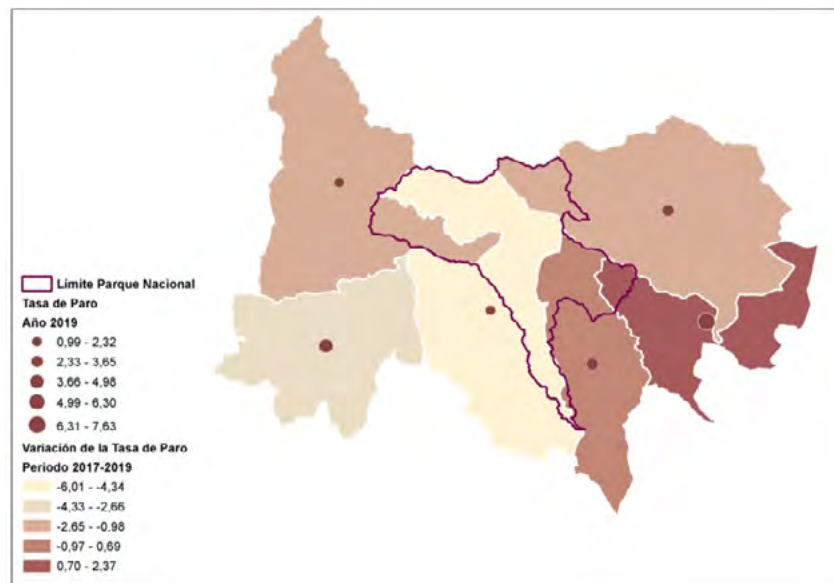 Límite Parque Nacional
Tasa de Paro
Año 2019
0,99 - 2,32
2,33 - 3,65
3,66 - 4,98
4,99 - 6,30
6,31 - 7,63
Variación de la Tasa de Paro
Periodo 2017-2019
-6,01 - -4,34
-4,33 - -2,66
-2,65 - -0,98
-0,97 - 0,69
0,70 - 2,37